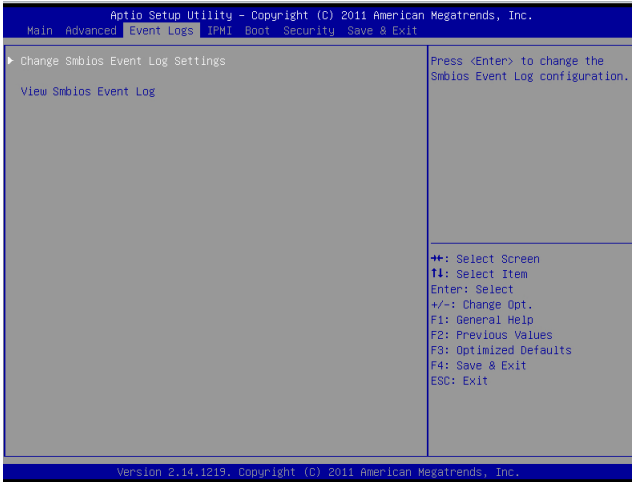 Aptio Setup Utility – Copyright (C) 2011 American Megatrends, Inc.
Main Advanced Event Logs IPMI Boot Security Save & Exit
▶ Change Smbios Event Log Settings
View Smbios Event Log
Press <Enter> to change the
Smbios Event Log configuration.
→←: Select Screen
↑↓: Select Item
Enter: Select
+/-: Change Opt.
F1: General Help
F2: Previous Values
F3: Optimized Defaults
F4: Save & Exit
ESC: Exit
Version 2.14.1219. Copyright (C) 2011 American Megatrends, Inc.